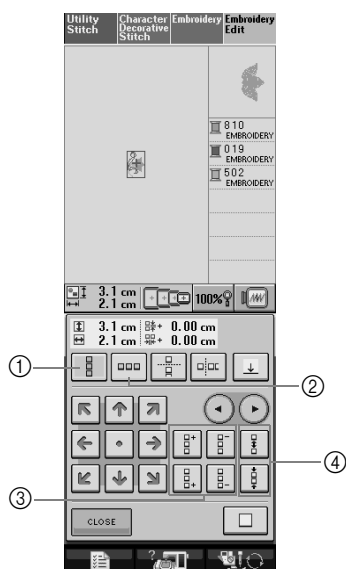 Utility
Stitch
Character
Decorative
Stitch
Embroidery
Embroidery
Edit
810
EMBROIDERY
019
EMBROIDERY
502
EMBROIDERY
3.1 cm
2.1 cm
100%
3.1 cm
0.00 cm
2.1 cm
0.00 cm
①
②
③
④
CLOSE